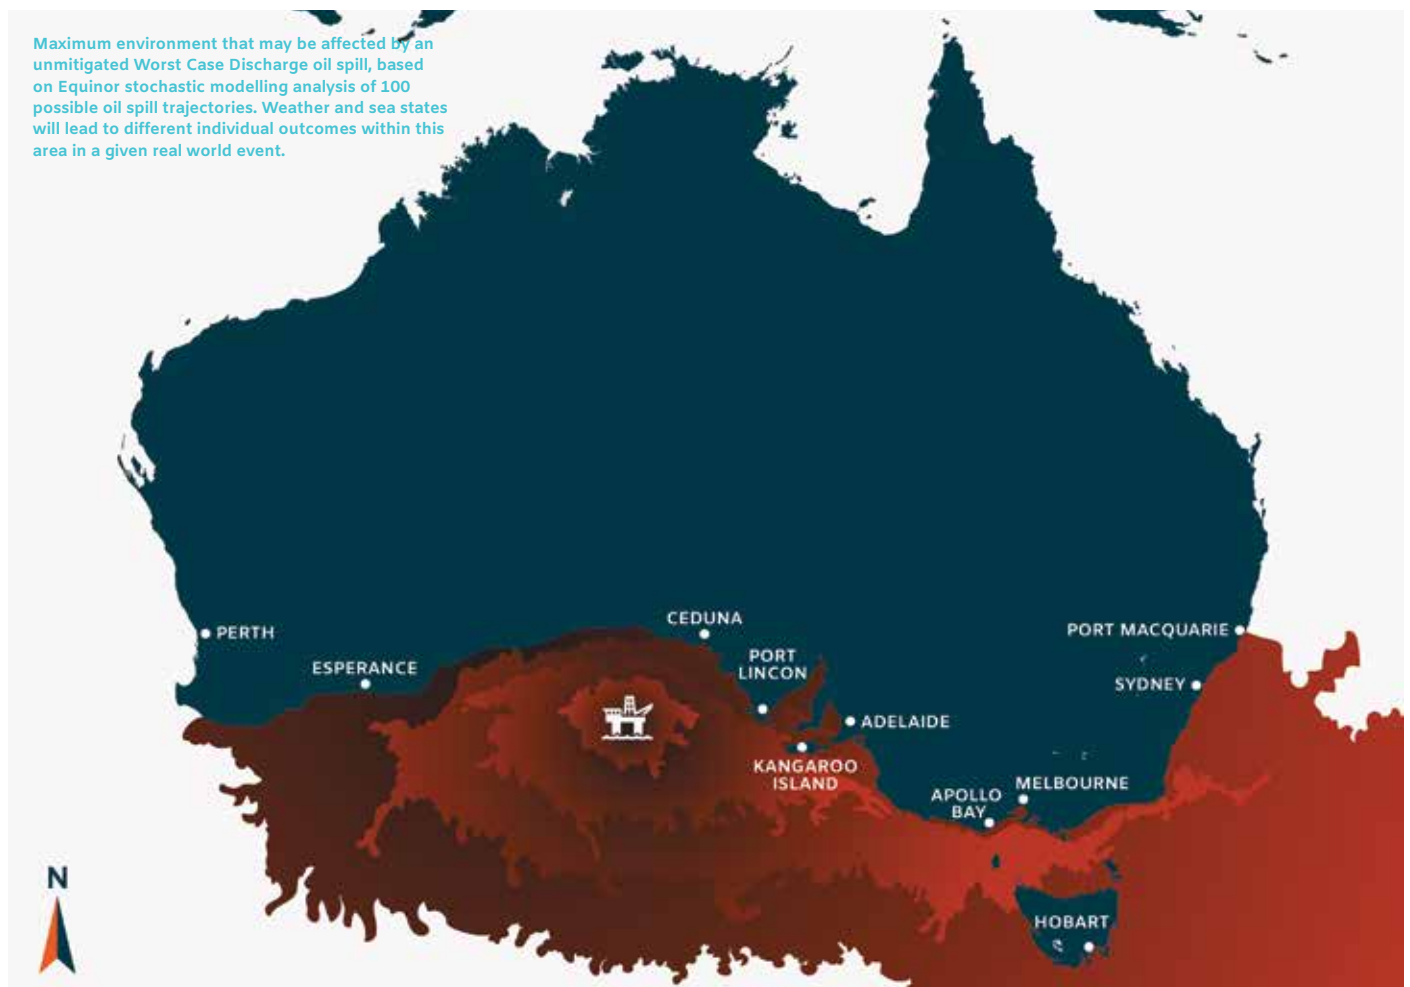 Maximum environment that may be affected by an
unmitigated Worst Case Discharge oil spill, based
on Equinor stochastic modelling analysis of 100
possible oil spill trajectories. Weather and sea states
will lead to different individual outcomes within this
area in a given real world event.
CEDUNA
PERTH
PORT MACQUARIE
PORT
LINCON
ESPERANCE
SYDNEY
ADELAIDE
KANGAROO
ISLAND
MELBOURNE
APOLLO
BAY
N
HOBART